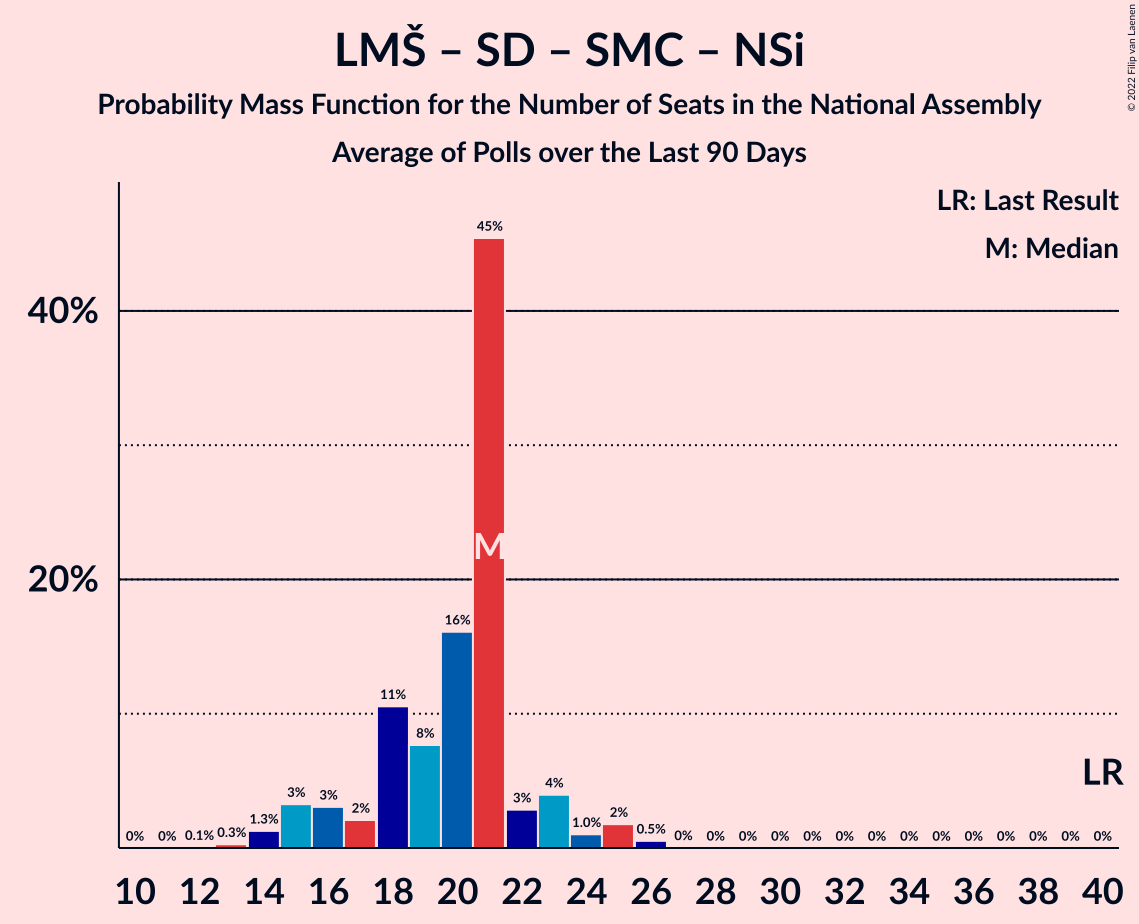 LMŠ – SD – SMC – NSi
Probability Mass Function for the Number of Seats in the National Assembly
Average of Polls over the Last 90 Days
© 2022 Filip van Laenen
LR: Last Result
M: Median
45%
40%
M
20%
16%
11%
8%
LR
3% 3% 2% 3% 4% 2%
0% 0% 0.1% 0.3% 1.3% 1.0% 0.5% 0% 0% 0% 0% 0% 0% 0% 0% 0% 0% 0% 0% 0% 0%
10 12 14 16 18 20 22 24 26 28 30 32 34 36 38 40